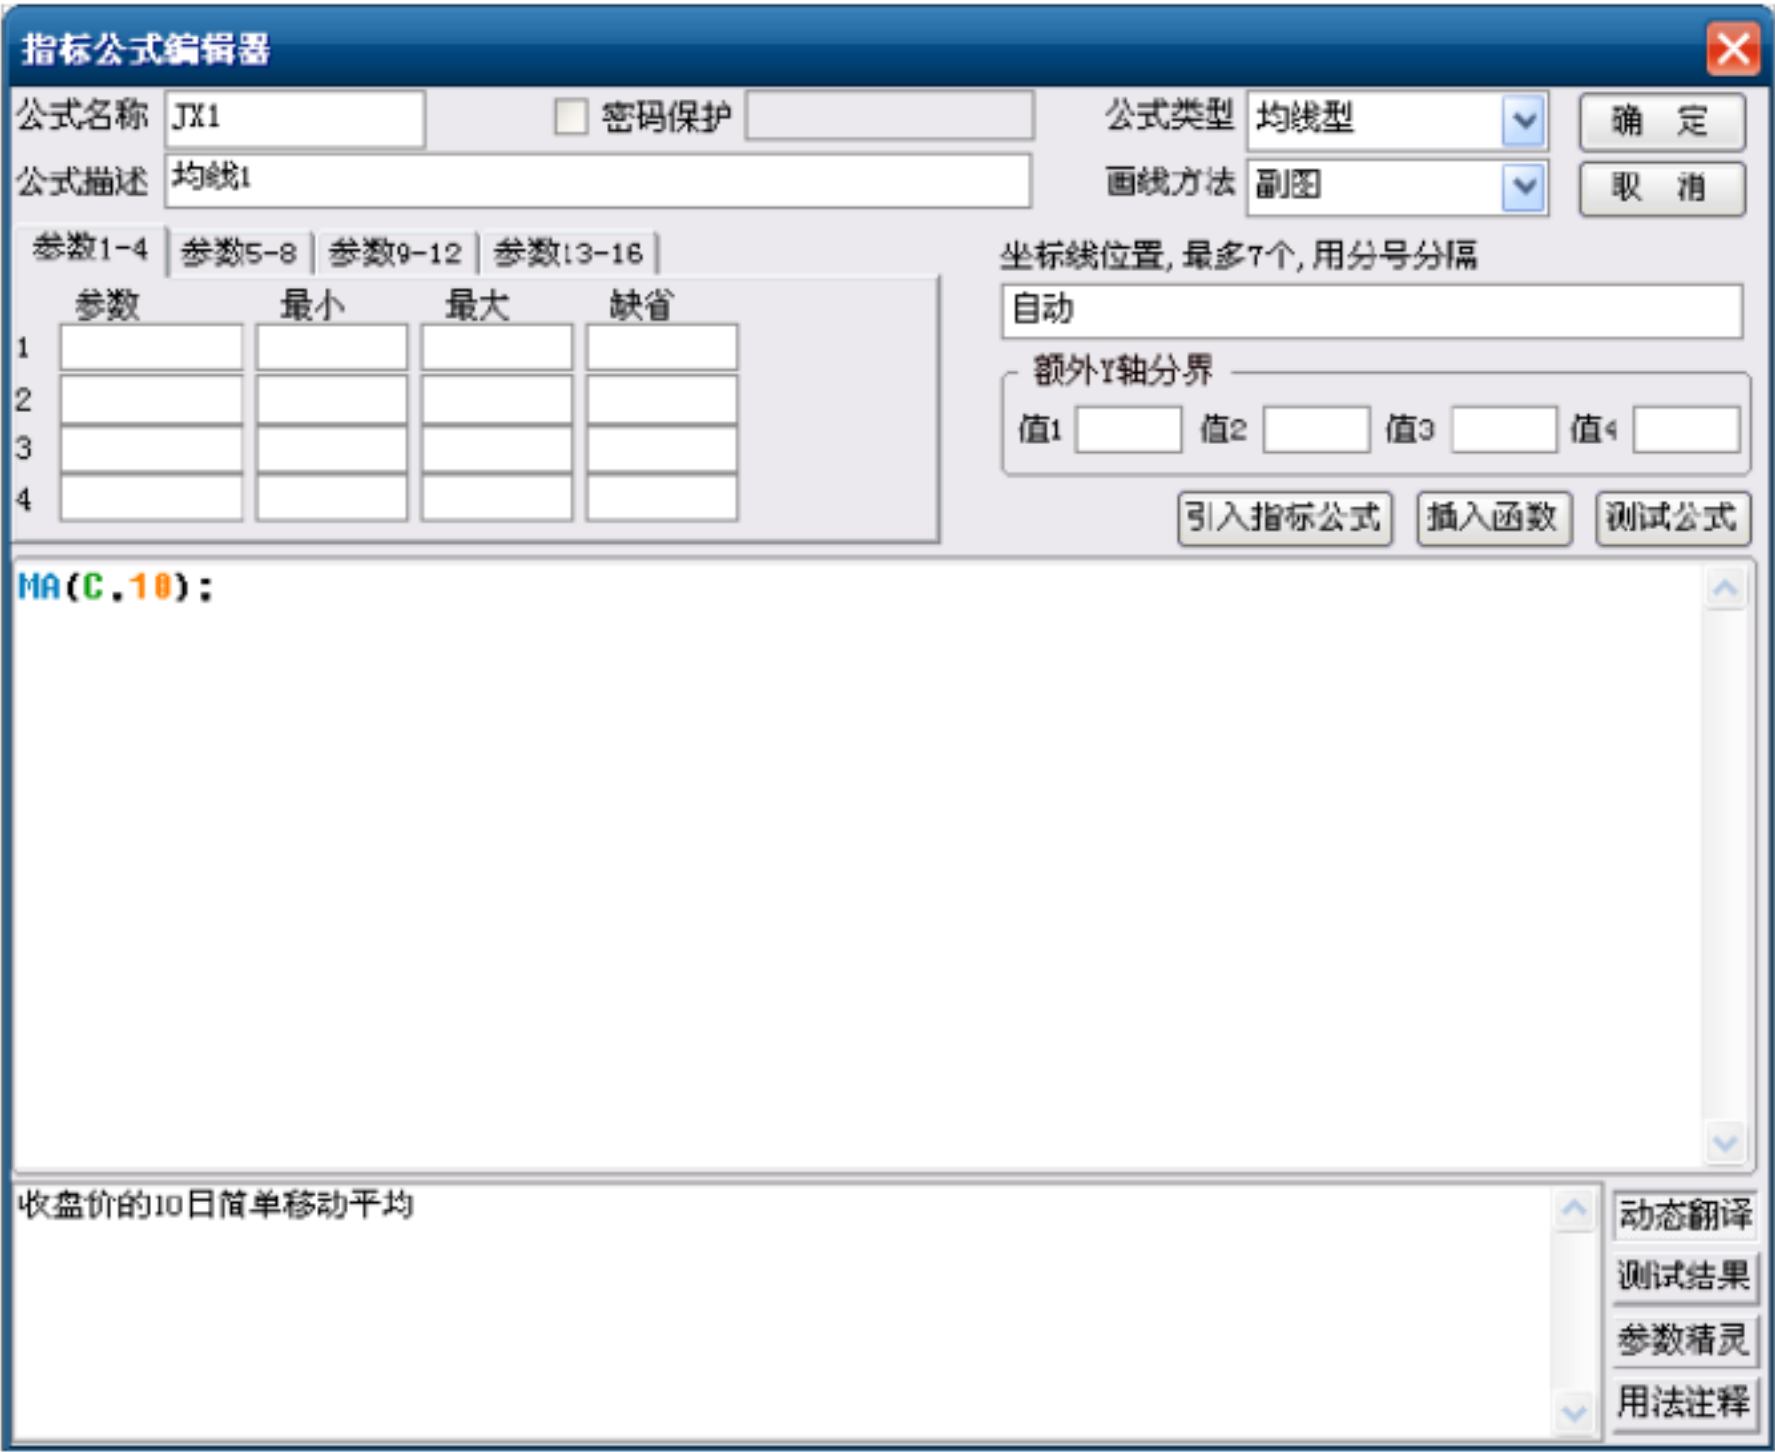 指标公式编辑器
公式名称 JX1 密码保护 公式类型 均线型 确 定
公式描述 均线1 画线方法 副图 取 消
参数1-4 参数5-8 参数9-12 参数13-16
坐标线位置,最多7个,用分号分隔
参数 最小 最大 缺省
自动
1
额外Y轴分界
2
值1 值2 值3 值4
3
4
引入指标公式 插入函数 测试公式
MA(C,10);
收盘价的10日简单移动平均
动态翻译
测试结果
参数精灵
用法注释